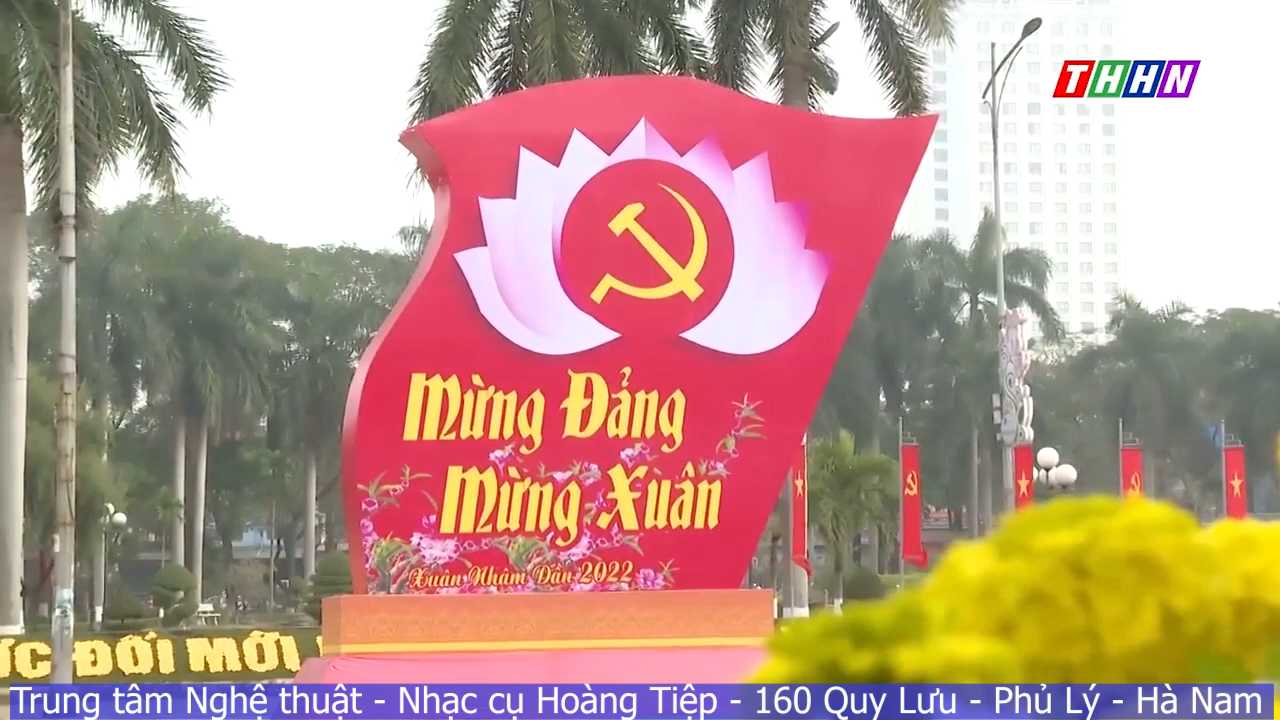 THHN
Mừng Đảng
Mừng Xuân
Xuân Nhâm Dần 2022
ĐỔI MỚI
Trung tâm Nghệ thuật - Nhạc cụ Hoàng Tiệp - 160 Quy Lưu - Phủ Lý - Hà Nam